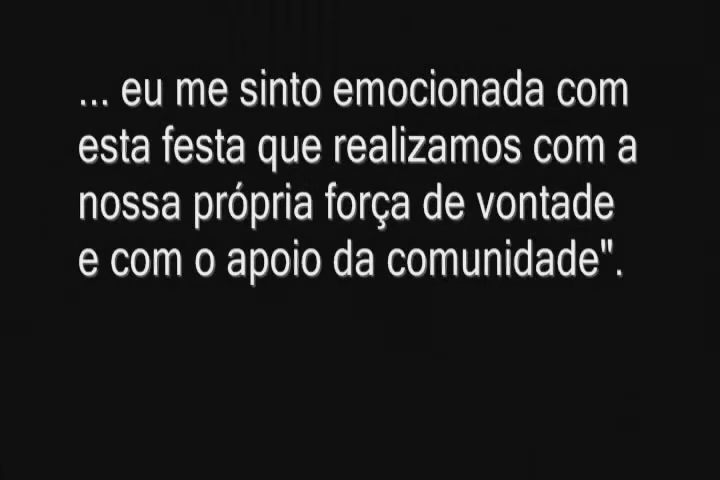 ... eu me sinto emocionada com
esta festa que realizamos com a
nossa própria força de vontade
e com o apoio da comunidade".